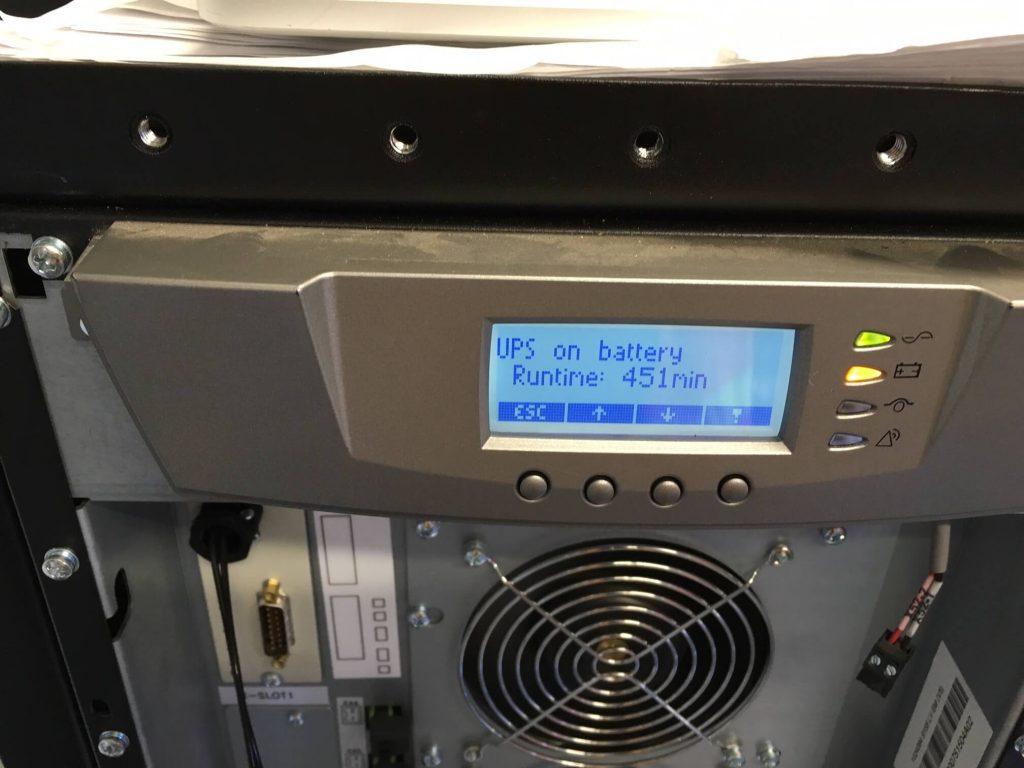 UPS on battery
Runtime: 451min
ESC ↑ ↓
-SLOT1